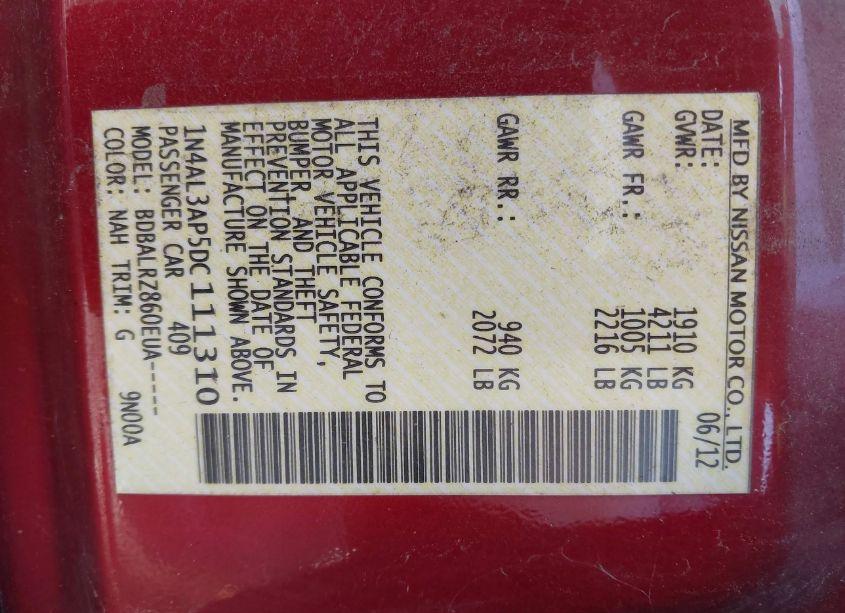 MFD BY NISSAN MOTOR CO., LTD.
DATE: 06/12
GVWR: 1910 KG
4211 LB
GAWR FR.: 1005 KG
2216 LB
GAWR RR.: 940 KG
2072 LB
THIS VEHICLE CONFORMS TO
ALL APPLICABLE FEDERAL
MOTOR VEHICLE SAFETY,
BUMPER, AND THEFT
PREVENTION STANDARDS IN
EFFECT ON THE DATE OF
MANUFACTURE SHOWN ABOVE.
1N4AL3AP5DC111310
PASSENGER CAR 409
MODEL: BDBALRZ860EUA-----
COLOR: NAH TRIM: G 9N00A